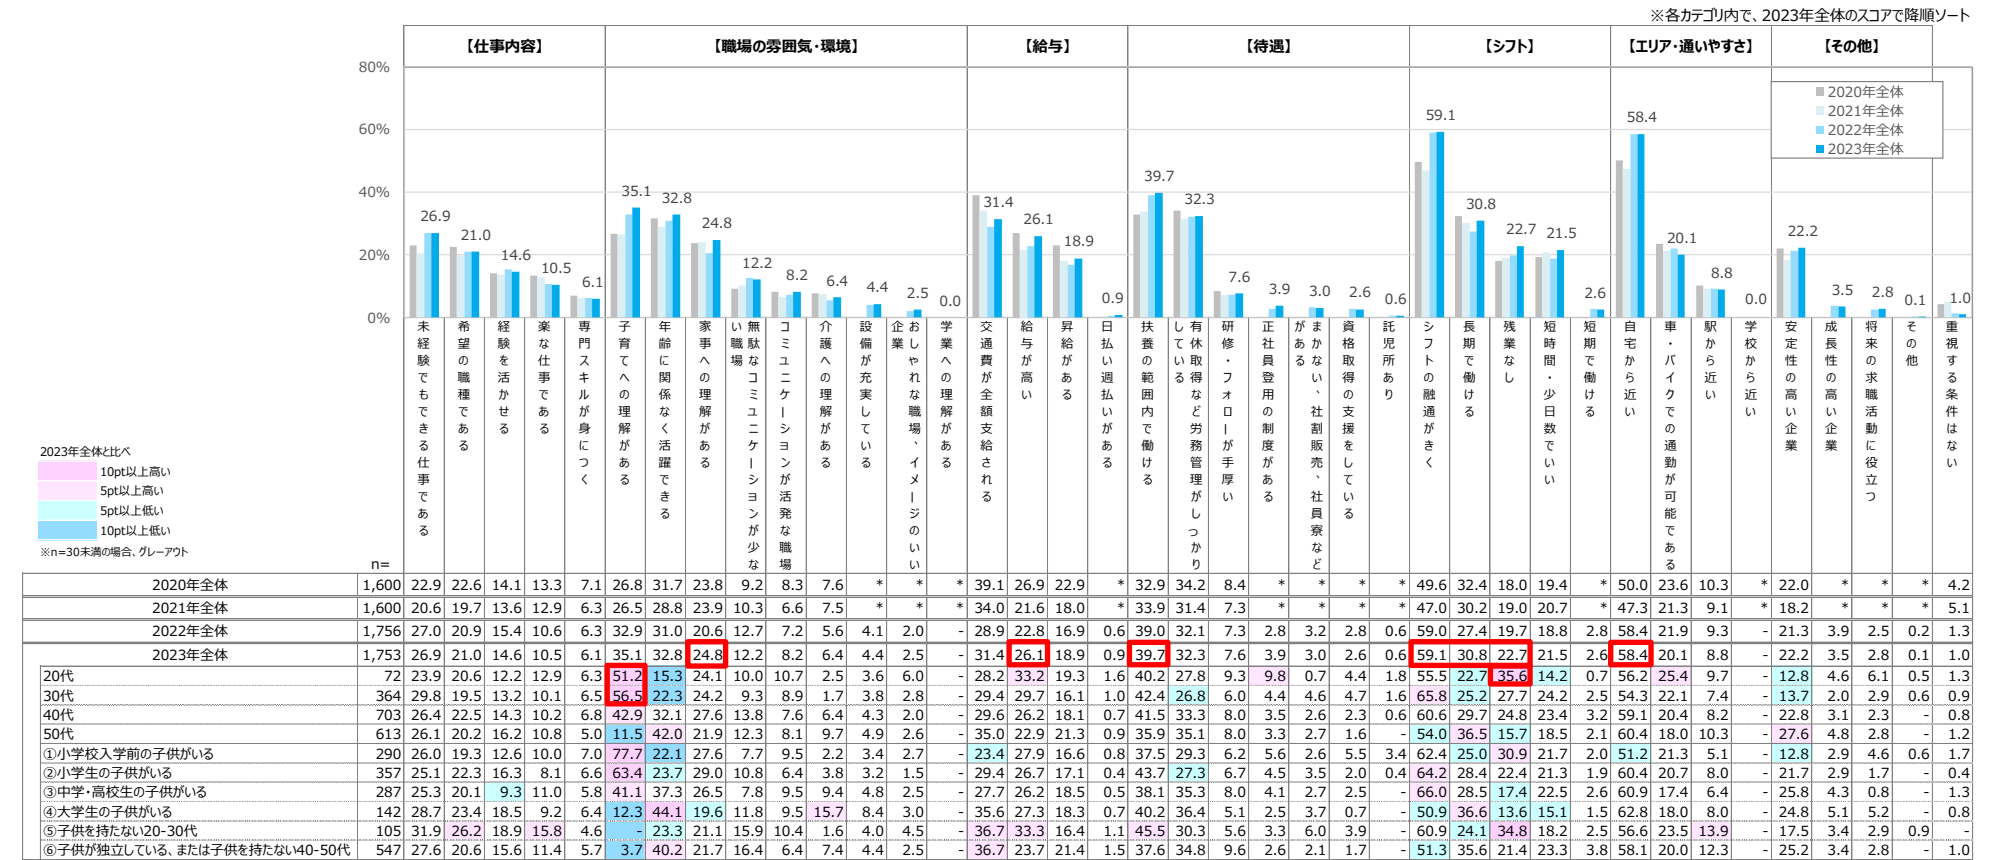 ※各カテゴリ内で、2023年全体のスコアで降順ソート
【仕事内容】 【職場の雰囲気・環境】 【給与】 【待遇】 【シフト】 【エリア・通いやすさ】 【その他】
80%
60%
40%
20%
0%
2020年全体
2021年全体
2022年全体
2023年全体
26.9 21.0 14.6 10.5 6.1 35.1 32.8 24.8 12.2 8.2 6.4 4.4 2.5 0.0 31.4 26.1 18.9 0.9 39.7 32.3 7.6 3.9 3.0 2.6 0.6 59.1 30.8 22.7 21.5 2.6 58.4 20.1 8.8 0.0 22.2 3.5 2.8 0.1 1.0
未経験でもできる仕事である
希望の職種である
経験を活かせる
楽な仕事である
専門スキルが身につく
子育てへの理解がある
年齢に関係なく活躍できる
家事への理解がある
無駄なコミュニケーションが少ない職場
コミュニケーションが活発な職場
介護への理解がある
設備が充実している
おしゃれな職場、イメージのいい企業
学業への理解がある
交通費が全額支給される
給与が高い
昇給がある
日払い週払いがある
扶養の範囲内で働ける
有休取得など労務管理がしっかりしている
研修・フォローが手厚い
正社員登用の制度がある
まかない、社割販売、社員寮などがある
資格取得の支援をしている
託児所あり
シフトの融通がきく
長期で働ける
残業なし
短時間・少日数でいい
短期で働ける
自宅から近い
車・バイクでの通勤が可能である
駅から近い
学校から近い
安定性の高い企業
成長性の高い企業
将来の求職活動に役立つ
その他
重視する条件はない
2023年全体と比べ
10pt以上高い
5pt以上高い
5pt以上低い
10pt以上低い
※n=30未満の場合、グレーアウト
n=
2020年全体 1,600 22.9 22.6 14.1 13.3 7.1 26.8 31.7 23.8 9.2 8.3 7.6 * * * 39.1 26.9 22.9 * 32.9 34.2 8.4 * * * * 49.6 32.4 18.0 19.4 * 50.0 23.6 10.3 * 22.0 * * * 4.2
2021年全体 1,600 20.6 19.7 13.6 12.9 6.3 26.5 28.8 23.9 10.3 6.6 7.5 * * * 34.0 21.6 18.0 * 33.9 31.4 7.3 * * * * 47.0 30.2 19.0 20.7 * 47.3 21.3 9.1 * 18.2 * * * 5.1
2022年全体 1,756 27.0 20.9 15.4 10.6 6.3 32.9 31.0 20.6 12.7 7.2 5.6 4.1 2.0 - 28.9 22.8 16.9 0.6 39.0 32.1 7.3 2.8 3.2 2.8 0.6 59.0 27.4 19.7 18.8 2.8 58.4 21.9 9.3 - 21.3 3.9 2.5 0.2 1.3
2023年全体 1,753 26.9 21.0 14.6 10.5 6.1 35.1 32.8 24.8 12.2 8.2 6.4 4.4 2.5 - 31.4 26.1 18.9 0.9 39.7 32.3 7.6 3.9 3.0 2.6 0.6 59.1 30.8 22.7 21.5 2.6 58.4 20.1 8.8 - 22.2 3.5 2.8 0.1 1.0
20代 72 23.9 20.6 12.2 12.9 6.3 51.2 15.3 24.1 10.0 10.7 2.5 3.6 6.0 - 28.2 33.2 19.3 1.6 40.2 27.8 9.3 9.8 0.7 4.4 1.8 55.5 22.7 35.6 14.2 0.7 56.2 25.4 9.7 - 12.8 4.6 6.1 0.5 1.3
30代 364 29.8 19.5 13.2 10.1 6.5 56.5 22.3 24.2 9.3 8.9 1.7 3.8 2.8 - 29.4 29.7 16.1 1.0 42.4 26.8 6.0 4.4 4.6 4.7 1.6 65.8 25.2 27.7 24.2 2.5 54.3 22.1 7.4 - 13.7 2.0 2.9 0.6 0.9
40代 703 26.4 22.5 14.3 10.2 6.8 42.9 32.1 27.6 13.8 7.6 6.4 4.3 2.0 - 29.6 26.2 18.1 0.7 41.5 33.3 8.0 3.5 2.6 2.3 0.6 60.6 29.7 24.8 23.4 3.2 59.1 20.4 8.2 - 22.8 3.1 2.3 - 0.8
50代 613 26.1 20.2 16.2 10.8 5.0 11.5 42.0 21.9 12.3 8.1 9.7 4.9 2.6 - 35.0 22.9 21.3 0.9 35.9 35.1 8.0 3.3 2.7 1.6 - 54.0 36.5 15.7 18.5 2.1 60.4 18.0 10.3 - 27.6 4.8 2.8 - 1.2
①小学校入学前の子供がいる 290 26.0 19.3 12.6 10.0 7.0 77.7 22.1 27.6 7.7 9.5 2.2 3.4 2.7 - 23.4 27.9 16.6 0.8 37.5 29.3 6.2 5.6 2.6 5.5 3.4 62.4 25.0 30.9 21.7 2.0 51.2 21.3 5.1 - 12.8 2.9 4.6 0.6 1.7
②小学生の子供がいる 357 25.1 22.3 16.3 8.1 6.6 63.4 23.7 29.0 10.8 6.4 3.8 3.2 1.5 - 29.4 26.7 17.1 0.4 43.7 27.3 6.7 4.5 3.5 2.0 0.4 64.2 28.4 22.4 21.3 1.9 60.4 20.7 8.0 - 21.7 2.9 1.7 - 0.4
③中学・高校生の子供がいる 287 25.3 20.1 9.3 11.0 5.8 41.1 37.3 26.5 7.8 9.5 9.4 4.8 2.5 - 27.7 26.2 18.5 0.5 38.1 35.3 8.0 4.1 2.7 2.5 - 66.0 28.5 17.4 22.5 2.6 60.9 17.4 6.4 - 25.8 4.3 0.8 - 1.3
④大学生の子供がいる 142 28.7 23.4 18.5 9.2 6.4 12.3 44.1 19.6 11.8 9.5 15.7 8.4 3.0 - 35.6 27.3 18.3 0.7 40.2 36.4 5.1 2.5 3.7 0.7 - 50.9 36.6 13.6 15.1 1.5 62.8 18.0 8.0 - 24.8 5.1 5.2 - 0.8
⑤子供を持たない20-30代 105 31.9 26.2 18.9 15.8 4.6 - 23.3 21.1 15.9 10.4 1.6 4.0 4.5 - 36.7 33.3 16.4 1.1 45.5 30.3 5.6 3.3 6.0 3.9 - 60.9 24.1 34.8 18.2 2.5 56.6 23.5 13.9 - 17.5 3.4 2.9 0.9 -
⑥子供が独立している、または子供を持たない40-50代 547 27.6 20.6 15.6 11.4 5.7 3.7 40.2 21.7 16.4 6.4 7.4 4.4 2.5 - 36.7 23.7 21.4 1.5 37.6 34.8 9.6 2.6 2.1 1.7 - 51.3 35.6 21.4 23.3 3.8 58.1 20.0 12.3 - 25.2 3.4 2.8 - 1.0